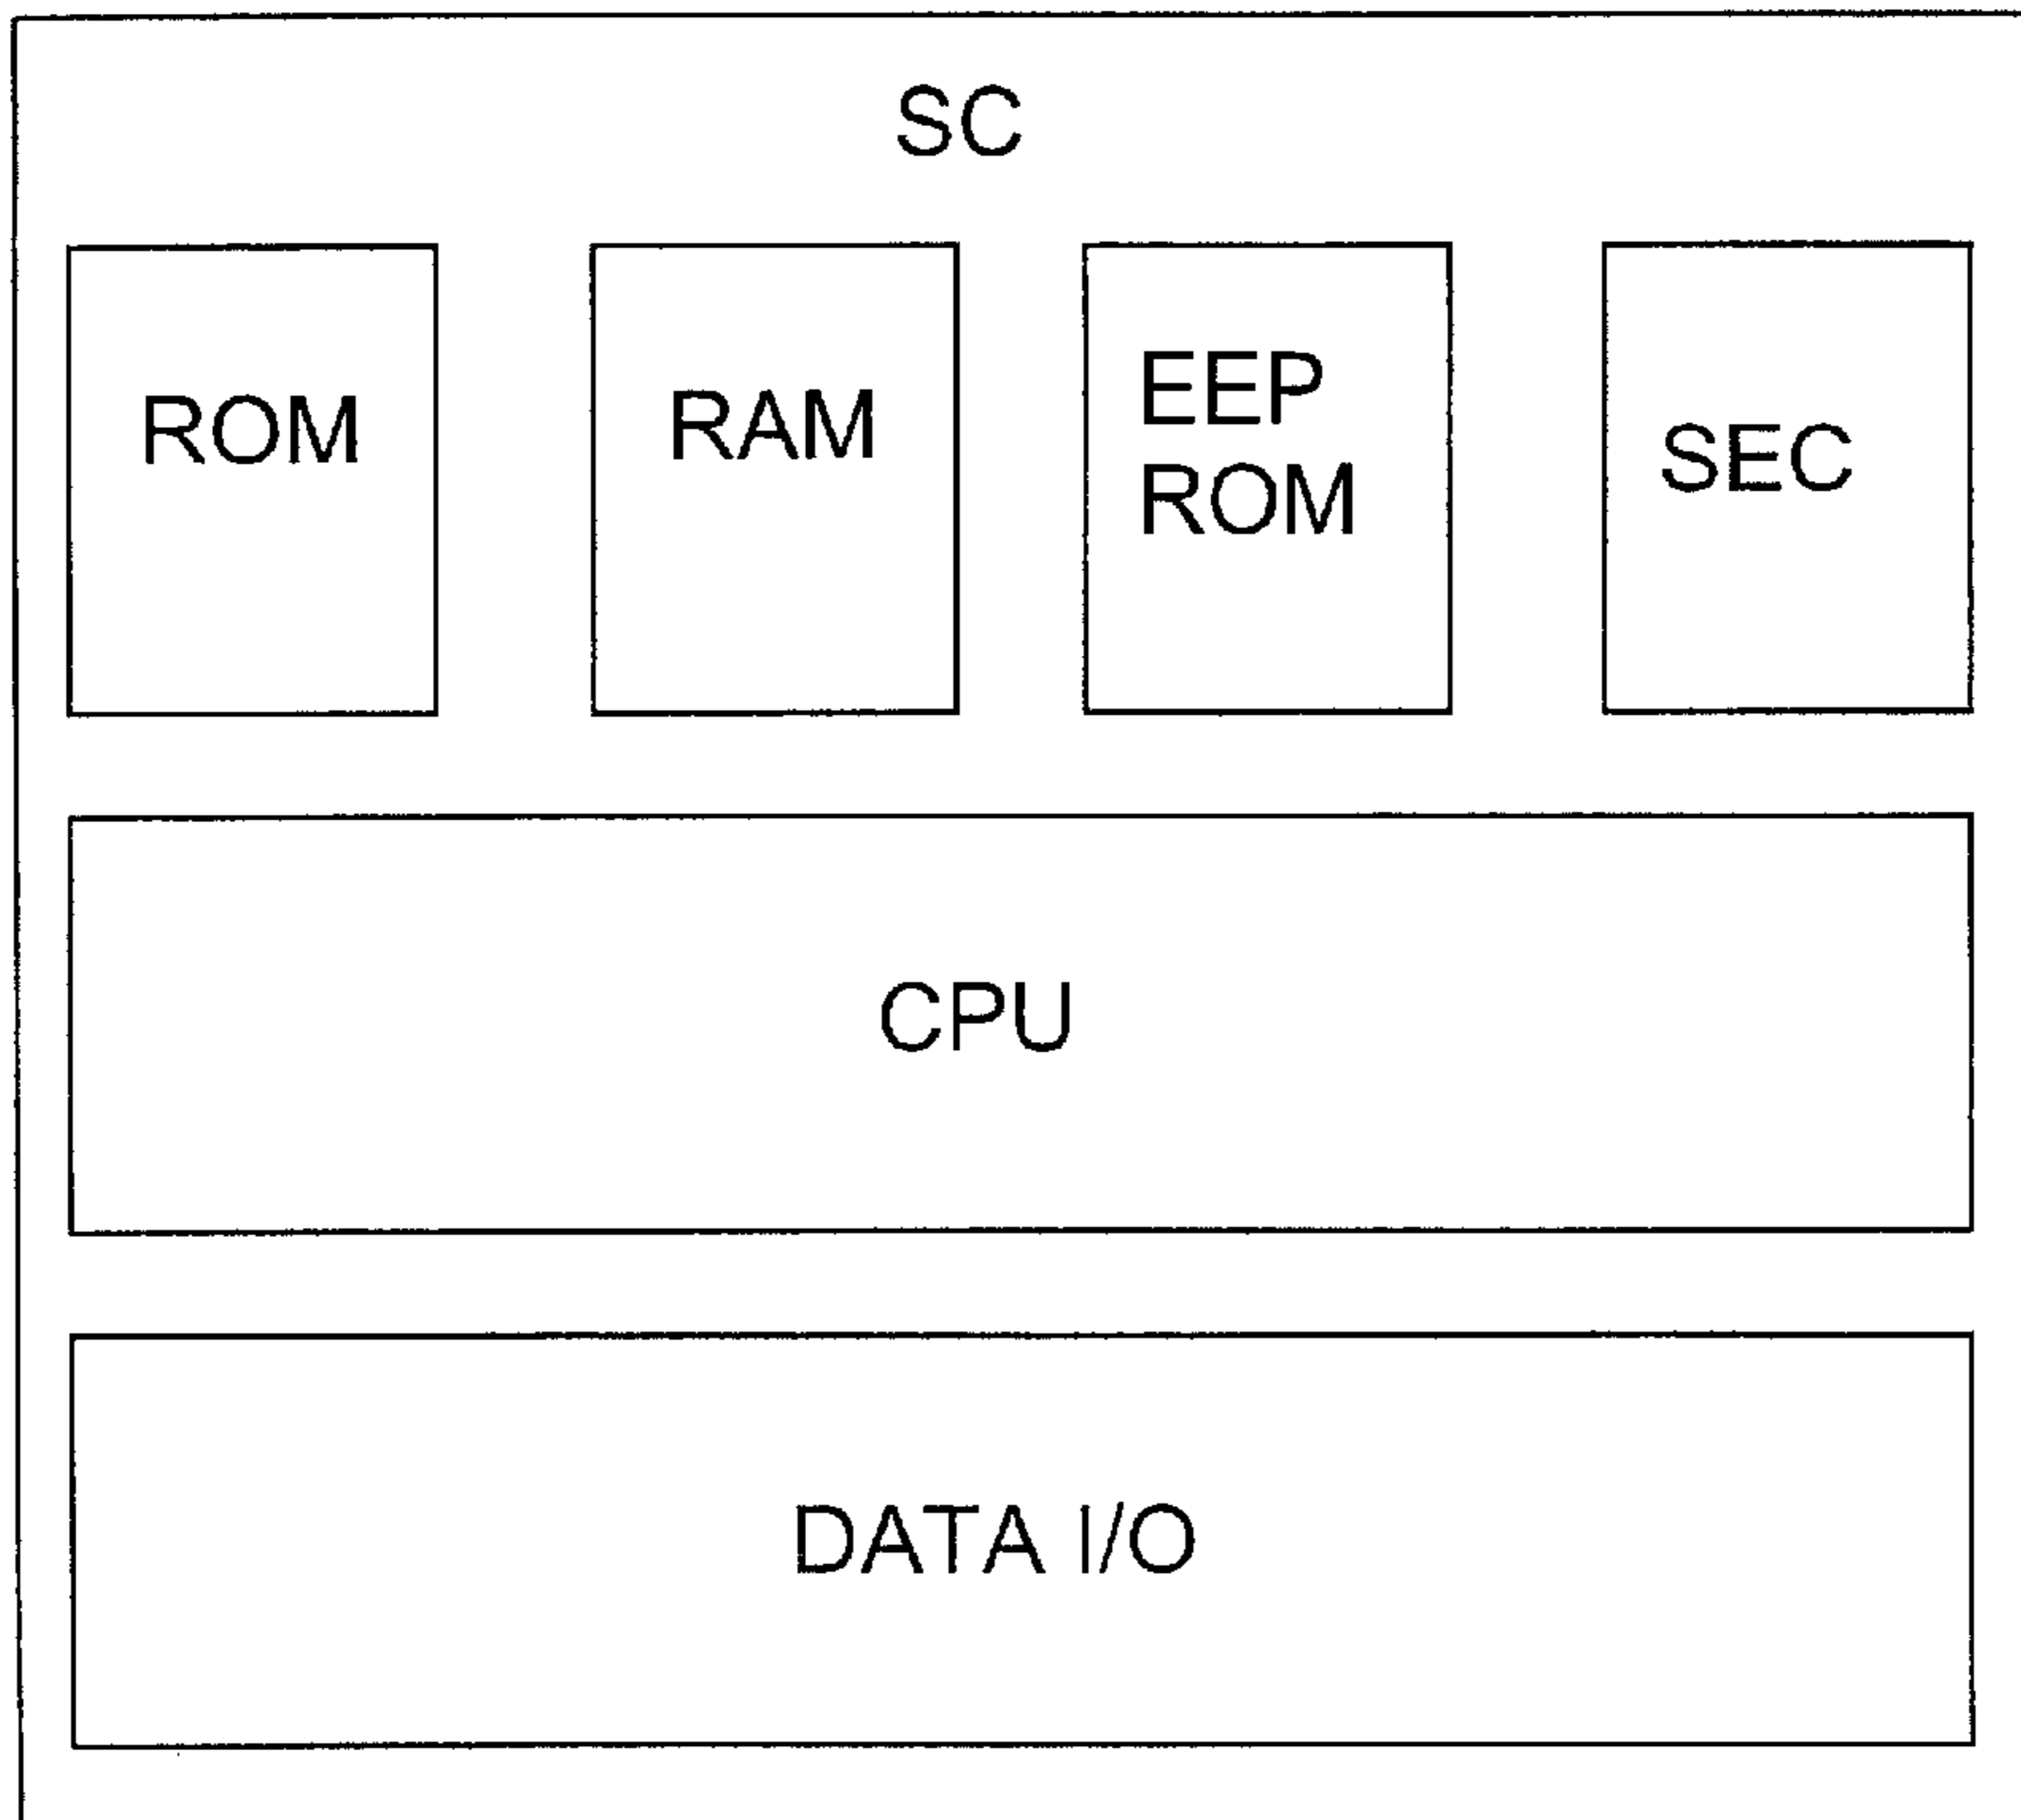 SC
ROM
RAM
EEP
ROM
SEC
CPU
DATA I/O